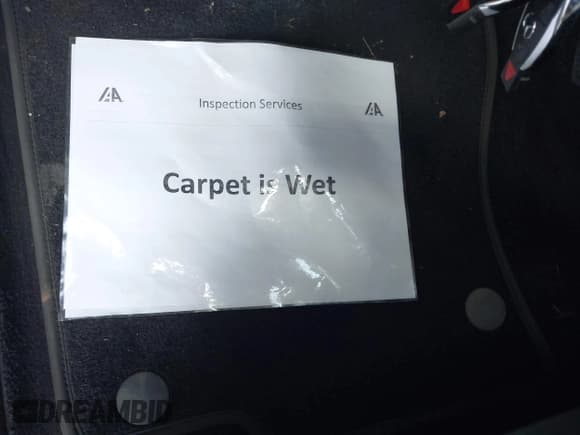 IAA Inspection Services IAA
Carpet is Wet
DREAMBID